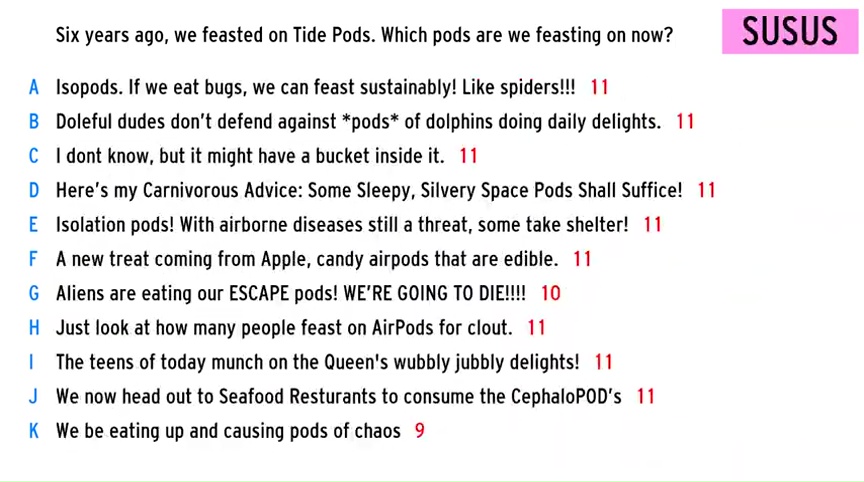 Six years ago, we feasted on Tide Pods. Which pods are we feasting on now?
SUSUS
A Isopods. If we eat bugs, we can feast sustainably! Like spiders!!! 11
B Doleful dudes don't defend against *pods* of dolphins doing daily delights. 11
C I dont know, but it might have a bucket inside it. 11
D Here's my Carnivorous Advice: Some Sleepy, Silvery Space Pods Shall Suffice! 11
E Isolation pods! With airborne diseases still a threat, some take shelter! 11
F A new treat coming from Apple, candy airpods that are edible. 11
G Aliens are eating our ESCAPE pods! WE'RE GOING TO DIE!!!! 10
H Just look at how many people feast on AirPods for clout. 11
I The teens of today munch on the Queen's wubbly jubbly delights! 11
J We now head out to Seafood Resturants to consume the CephaloPOD's 11
K We be eating up and causing pods of chaos 9